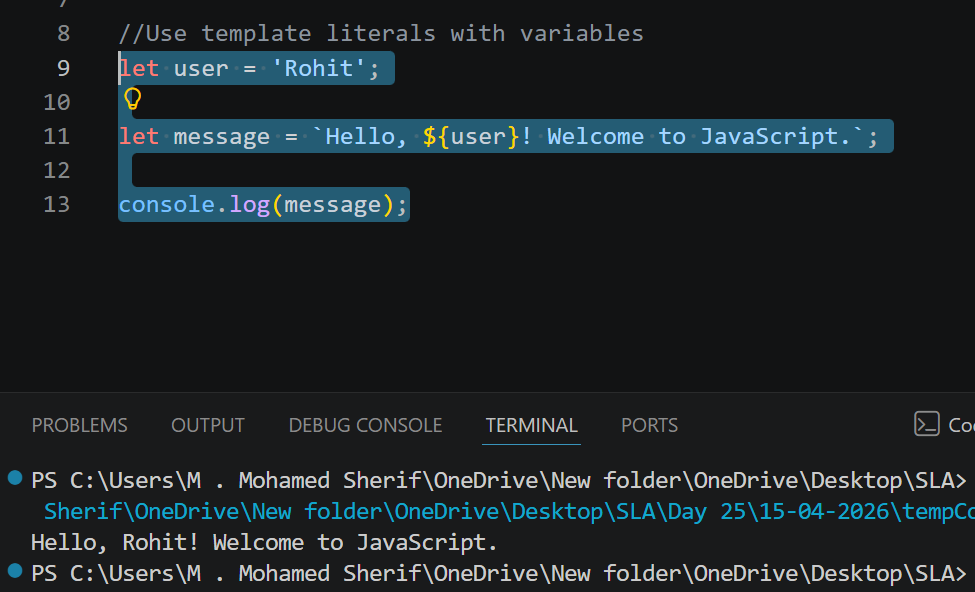 8 //Use template literals with variables
9 let user = 'Rohit';
10
11 let message = `Hello, ${user}! Welcome to JavaScript.`;
12
13 console.log(message);
PROBLEMS OUTPUT DEBUG CONSOLE TERMINAL PORTS
PS C:\Users\M . Mohamed Sherif\OneDrive\New folder\OneDrive\Desktop\SLA>
Sherif\OneDrive\New folder\OneDrive\Desktop\SLA\Day 25\15-04-2026\tempCo
Hello, Rohit! Welcome to JavaScript.
PS C:\Users\M . Mohamed Sherif\OneDrive\New folder\OneDrive\Desktop\SLA>